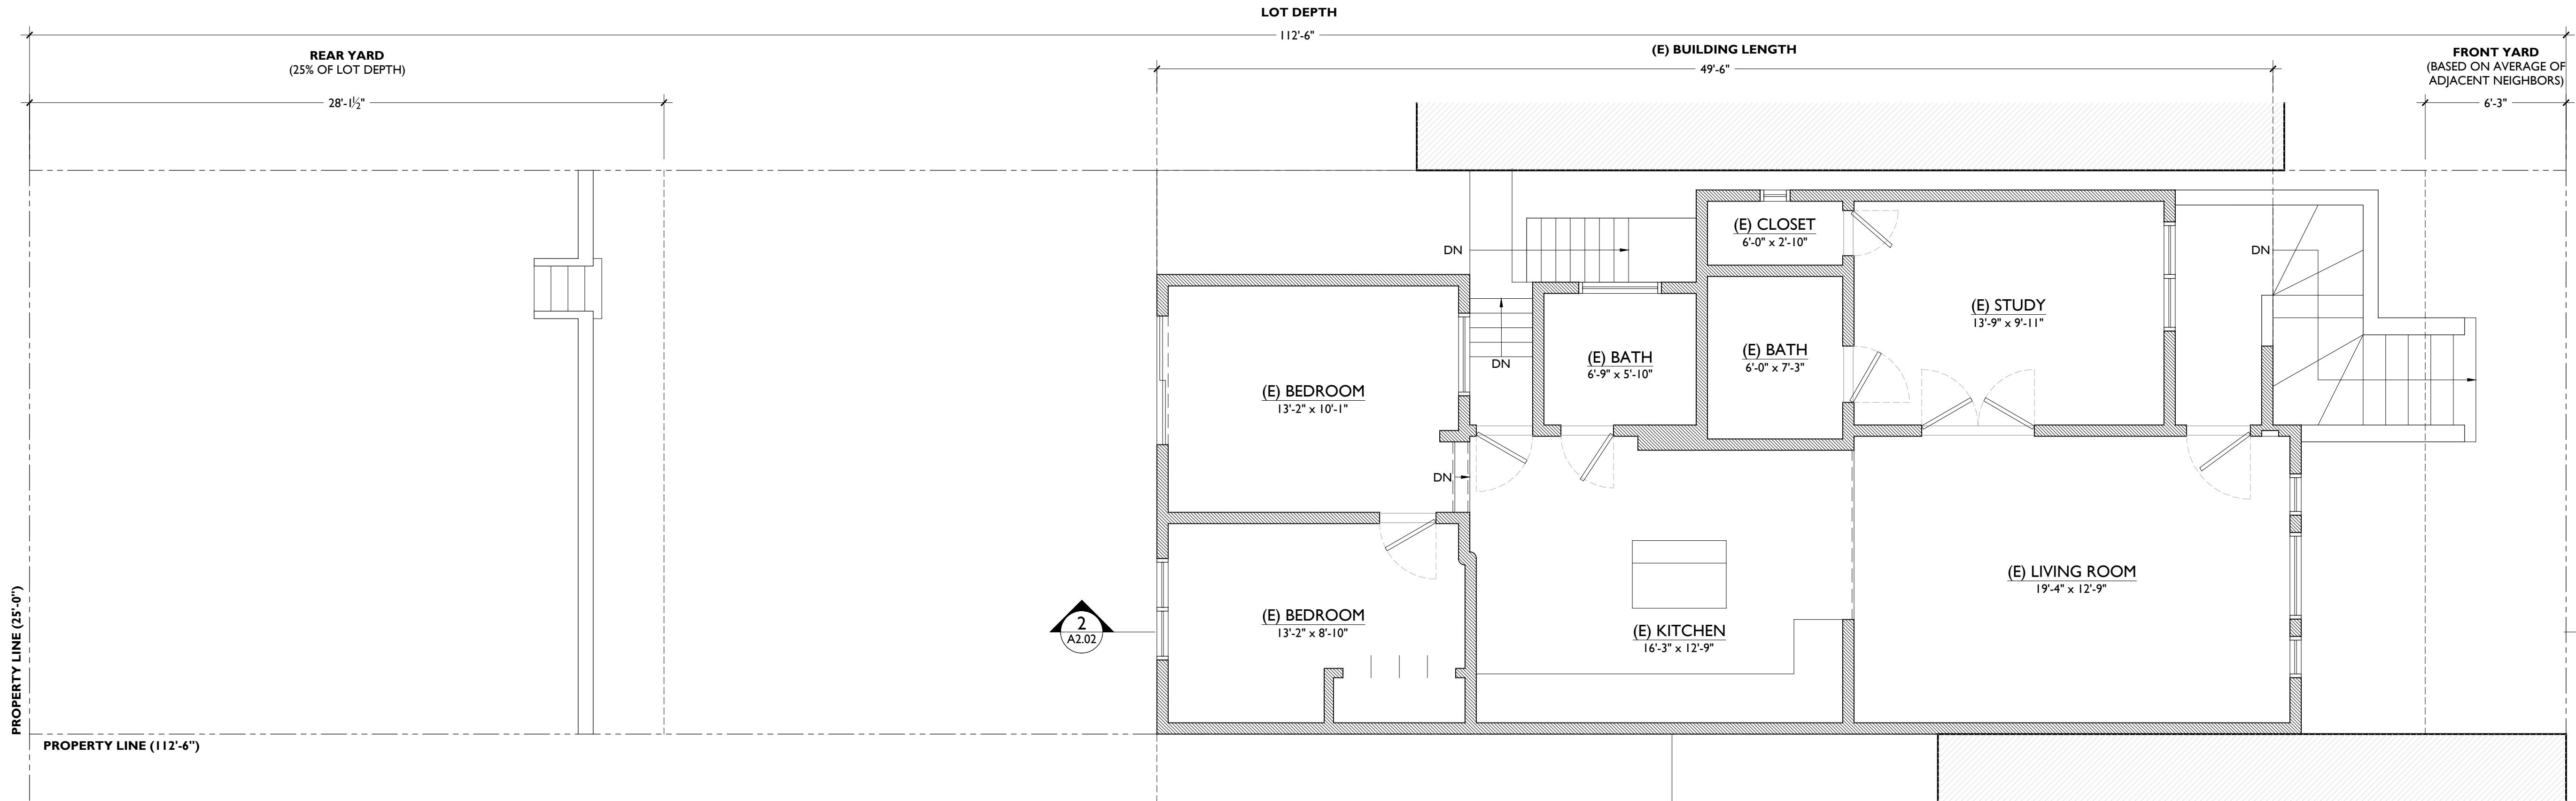 LOT DEPTH
112'-6"
REAR YARD
(25% OF LOT DEPTH)
28'-1½"
(E) BUILDING LENGTH
49'-6"
FRONT YARD
(BASED ON AVERAGE OF
ADJACENT NEIGHBORS)
6'-3"
(E) CLOSET
6'-0" x 2'-10"
DN
DN
(E) STUDY
13'-9" x 9'-11"
(E) BATH
6'-9" x 5'-10"
(E) BATH
6'-0" x 7'-3"
DN
(E) BEDROOM
13'-2" x 10'-1"
DN
(E) BEDROOM
13'-2" x 8'-10"
(E) KITCHEN
16'-3" x 12'-9"
(E) LIVING ROOM
19'-4" x 12'-9"
2
A2.02
PROPERTY LINE (25'-0")
PROPERTY LINE (112'-6")